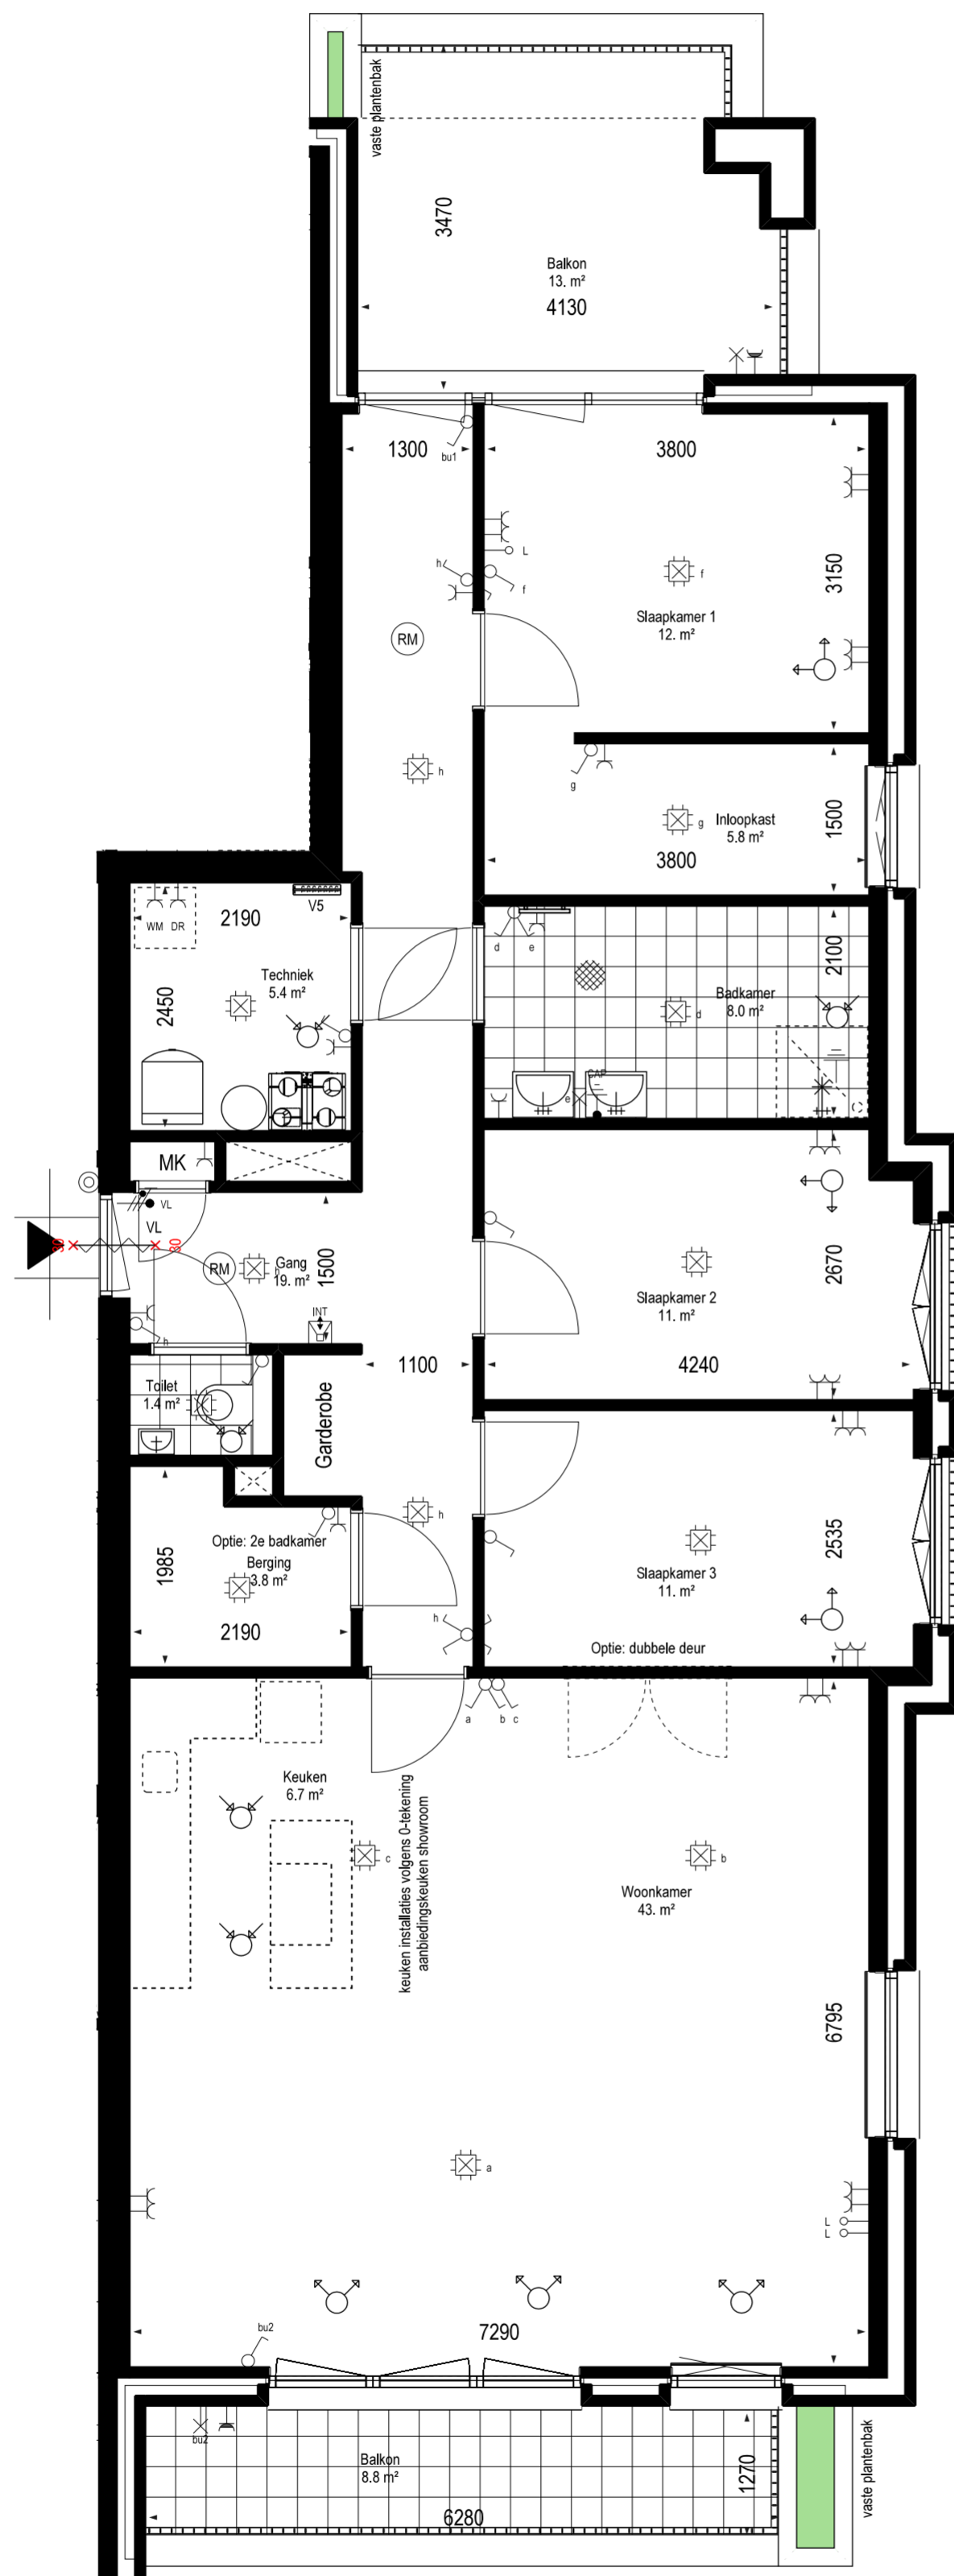 vaste plantenbak
3470
Balkon
13. m²
4130
1300
bu1
3800
L
h
f
f
3150
RM
Slaapkamer 1
12. m²
h
g
g
Inloopkast
5.8 m²
1500
3800
V5
WM DR
2190
Techniek
5.4 m²
2450
d e
2100
Badkamer
8.0 m²
d
CAP
e
MK
VL
VL
30 30
RM
Gang
19. m²
1500
INT
h
Slaapkamer 2
11. m²
2670
1100
4240
Toilet
1.4 m²
Garderobe
h
Optie: 2e badkamer
Berging
3.8 m²
1985
2190
Slaapkamer 3
11. m²
2535
h
Optie: dubbele deur
a b c
Keuken
6.7 m²
c
keuken installaties volgens 0-tekening
aanbiedingskeuken showroom
b
Woonkamer
43. m²
6795
a
L
L
7290
bu2
bu2
Balkon
8.8 m²
1270
6280
vaste plantenbak